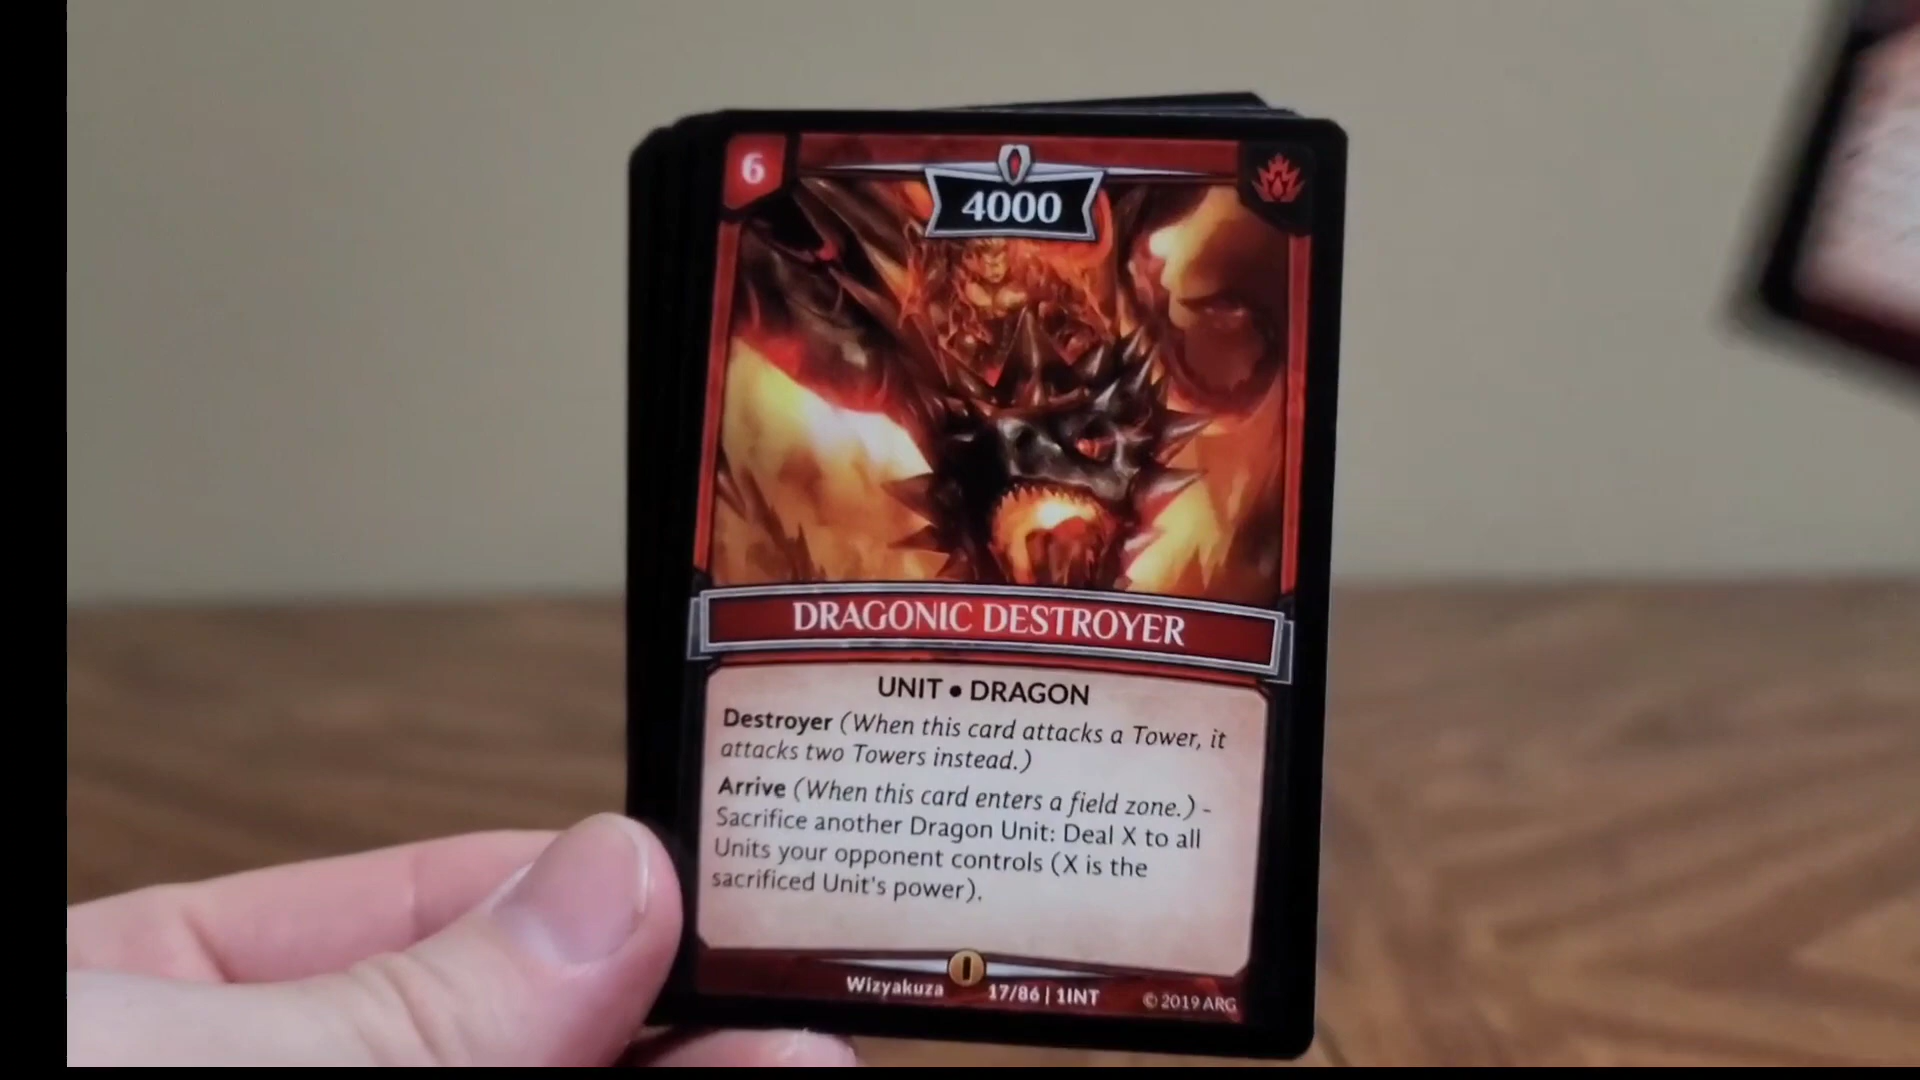 6
4000
DRAGONIC DESTROYER
UNIT • DRAGON
Destroyer (When this card attacks a Tower, it
attacks two Towers instead.)
Arrive (When this card enters a field zone.) -
Sacrifice another Dragon Unit: Deal X to all
Units your opponent controls (X is the
sacrificed Unit's power).
Wizyakuza 17/86 | 1INT © 2019 ARG